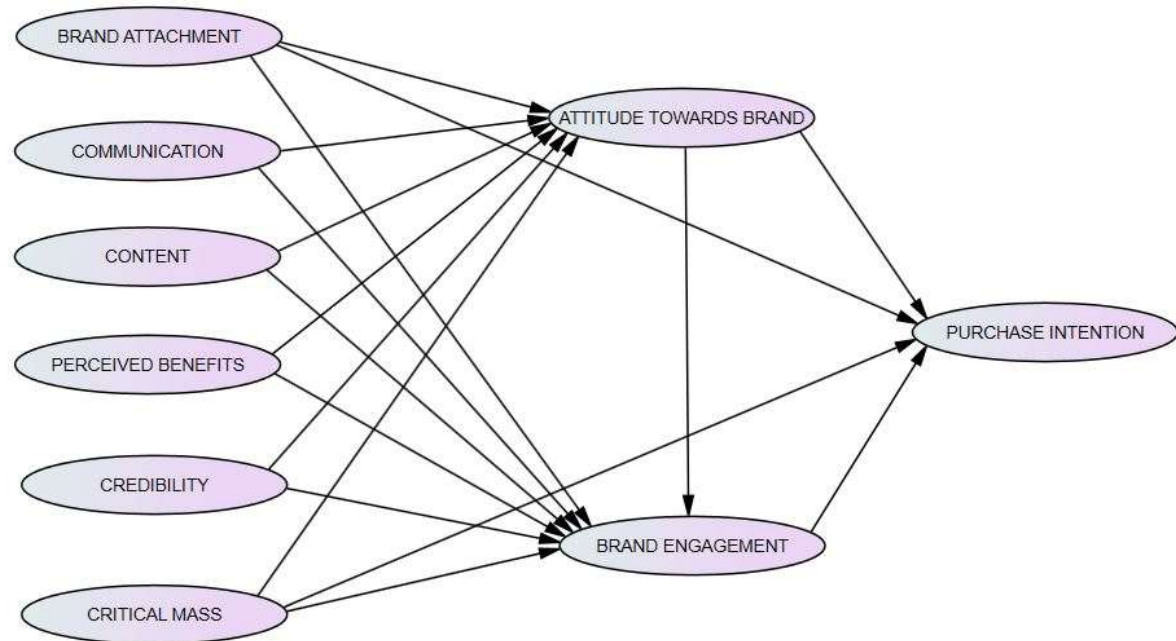 BRAND ATTACHMENT
COMMUNICATION
CONTENT
PERCEIVED BENEFITS
CREDIBILITY
CRITICAL MASS
ATTITUDE TOWARDS BRAND
BRAND ENGAGEMENT
PURCHASE INTENTION